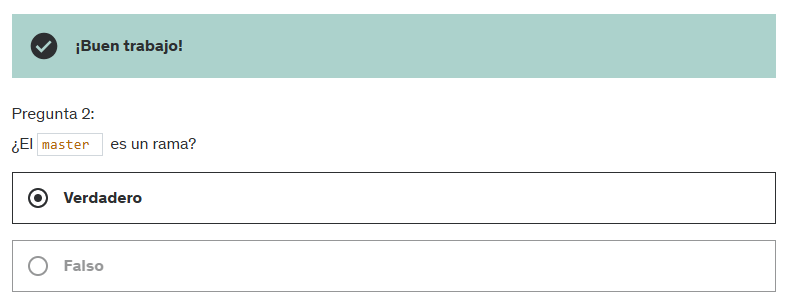 ¡Buen trabajo!
Pregunta 2:
¿El master es un rama?
Verdadero
Falso